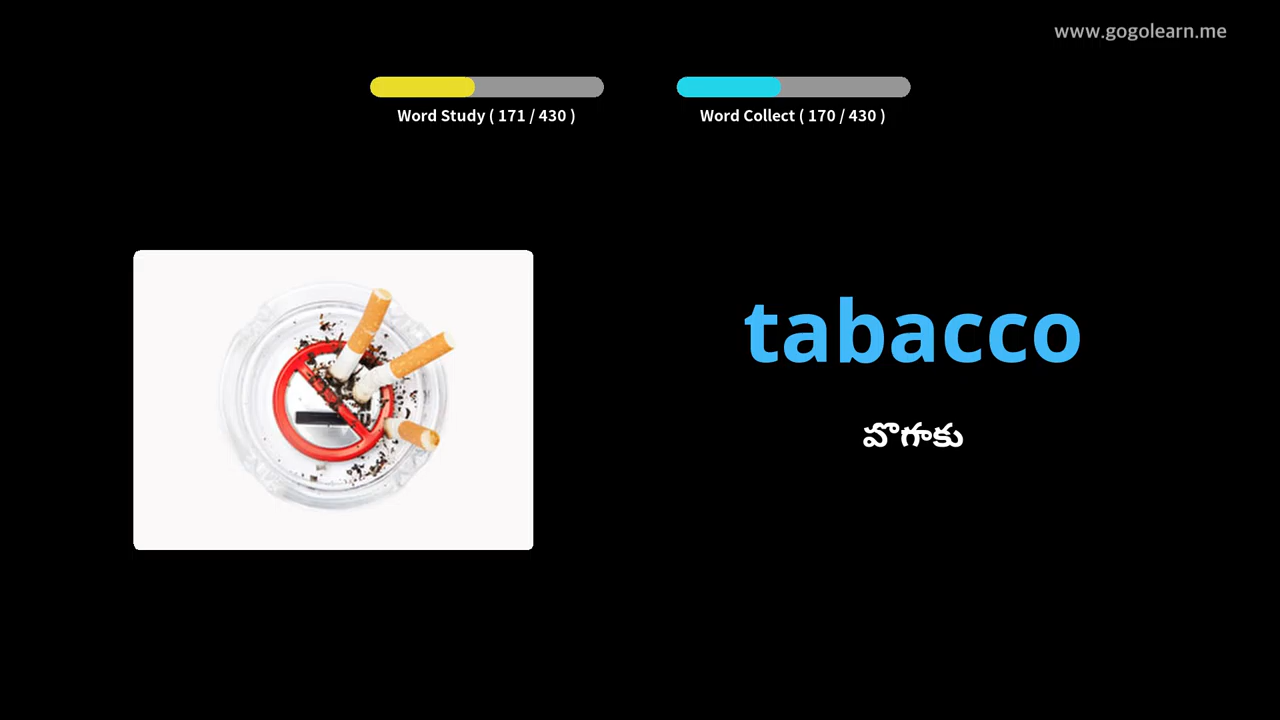 www.gogolearn.me
Word Study ( 171 / 430 )
Word Collect ( 170 / 430 )
tabacco
పొగాకు